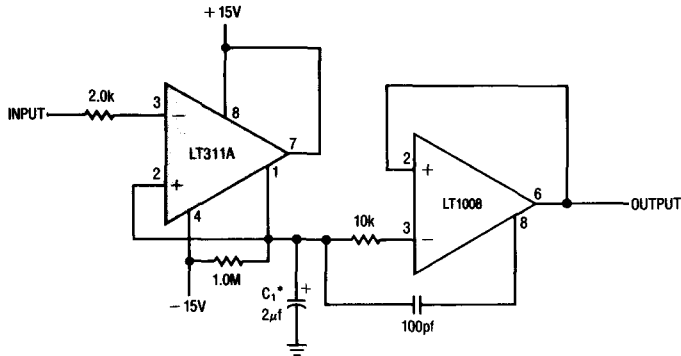 +15V
INPUT
2.0k
3
−
8
7
LT311A
1
2
+
4
1.0M
−15V
C1*
+
2µf
10k
2
+
6
LT1008
8
3
−
OUTPUT
100pf